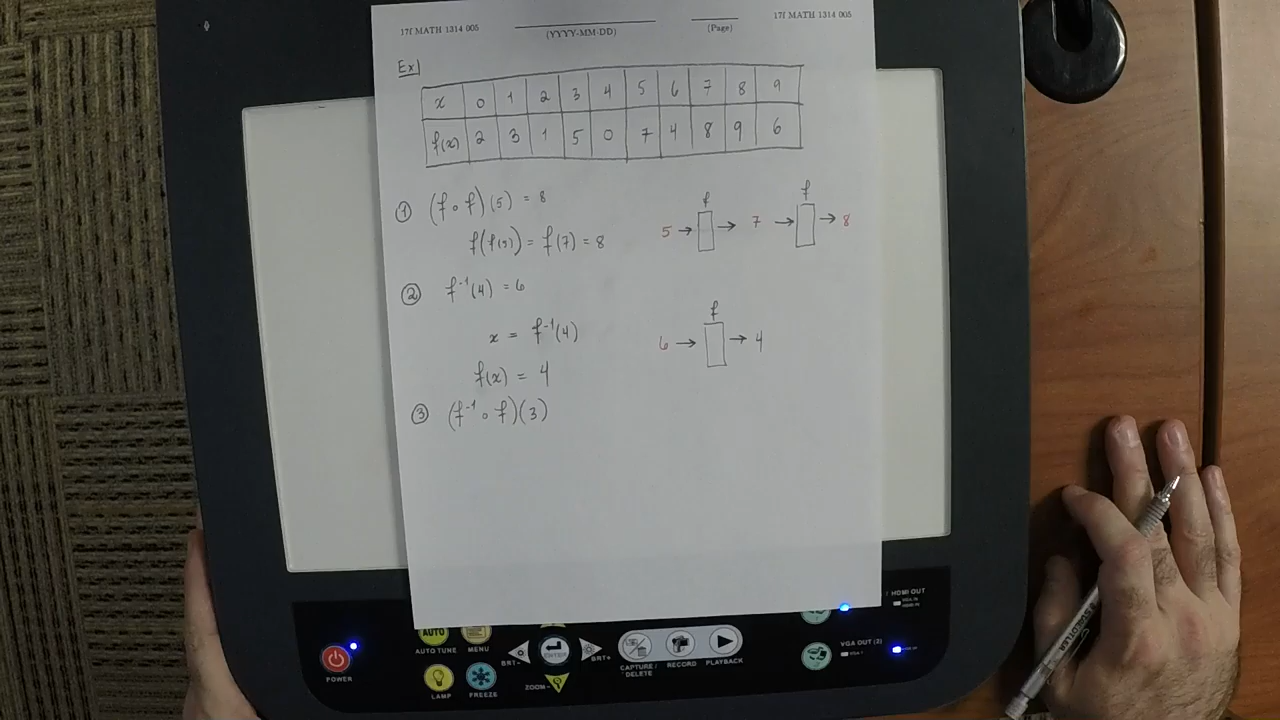 17f MATH 1314 005
(YYYY-MM-DD)
(Page)
17f MATH 1314 005
Ex1
x 0 1 2 3 4 5 6 7 8 9
f(x) 2 3 1 5 0 7 4 8 9 6
① (f ∘ f)(5) = 8
f f
5 → → 7 → → 8
f(f(5)) = f(7) = 8
② f⁻¹(4) = 6
f
x = f⁻¹(4)
6 → → 4
f(x) = 4
③ (f⁻¹ ∘ f)(3)
HDMI OUT
VGA OUT (2)
POWER
AUTO
AUTO TUNE
MENU
LAMP
FREEZE
BRT-
ENTER
BRT+
ZOOM-
CAPTURE /
DELETE
RECORD
PLAYBACK